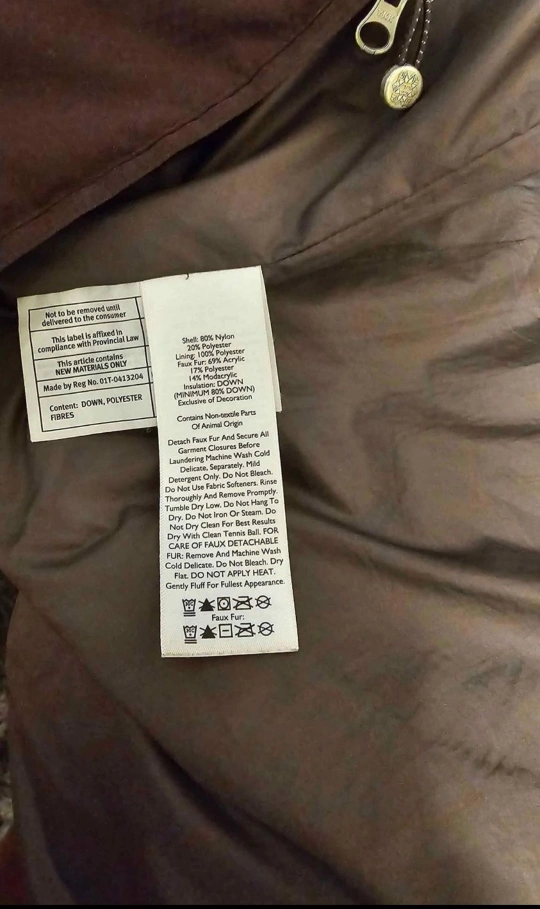 Not to be removed until
delivered to the consumer
This label is affixed in
compliance with Provincial Law
This article contains
NEW MATERIALS ONLY
Made by Reg No. 01T-0413204
Content: DOWN, POLYESTER
FIBRES
Shell: 80% Nylon
20% Polyester
Lining: 100% Polyester
Faux Fur: 69% Acrylic
17% Polyester
14% Modacrylic
Insulation: DOWN
(MINIMUM 80% DOWN)
Exclusive of Decoration
Contains Non-textile Parts
Of Animal Origin
Detach Faux Fur And Secure All
Garment Closures Before
Laundering Machine Wash Cold
Delicate, Separately. Mild
Detergent Only. Do Not Bleach.
Do Not Use Fabric Softeners. Rinse
Thoroughly And Remove Promptly.
Tumble Dry Low. Do Not Hang To
Dry. Do Not Iron Or Steam. Do
Not Dry Clean For Best Results
Dry With Clean Tennis Ball. FOR
CARE OF FAUX DETACHABLE
FUR: Remove And Machine Wash
Cold Delicate. Do Not Bleach. Dry
Flat. DO NOT APPLY HEAT.
Gently Fluff For Fullest Appearance.
Faux Fur: